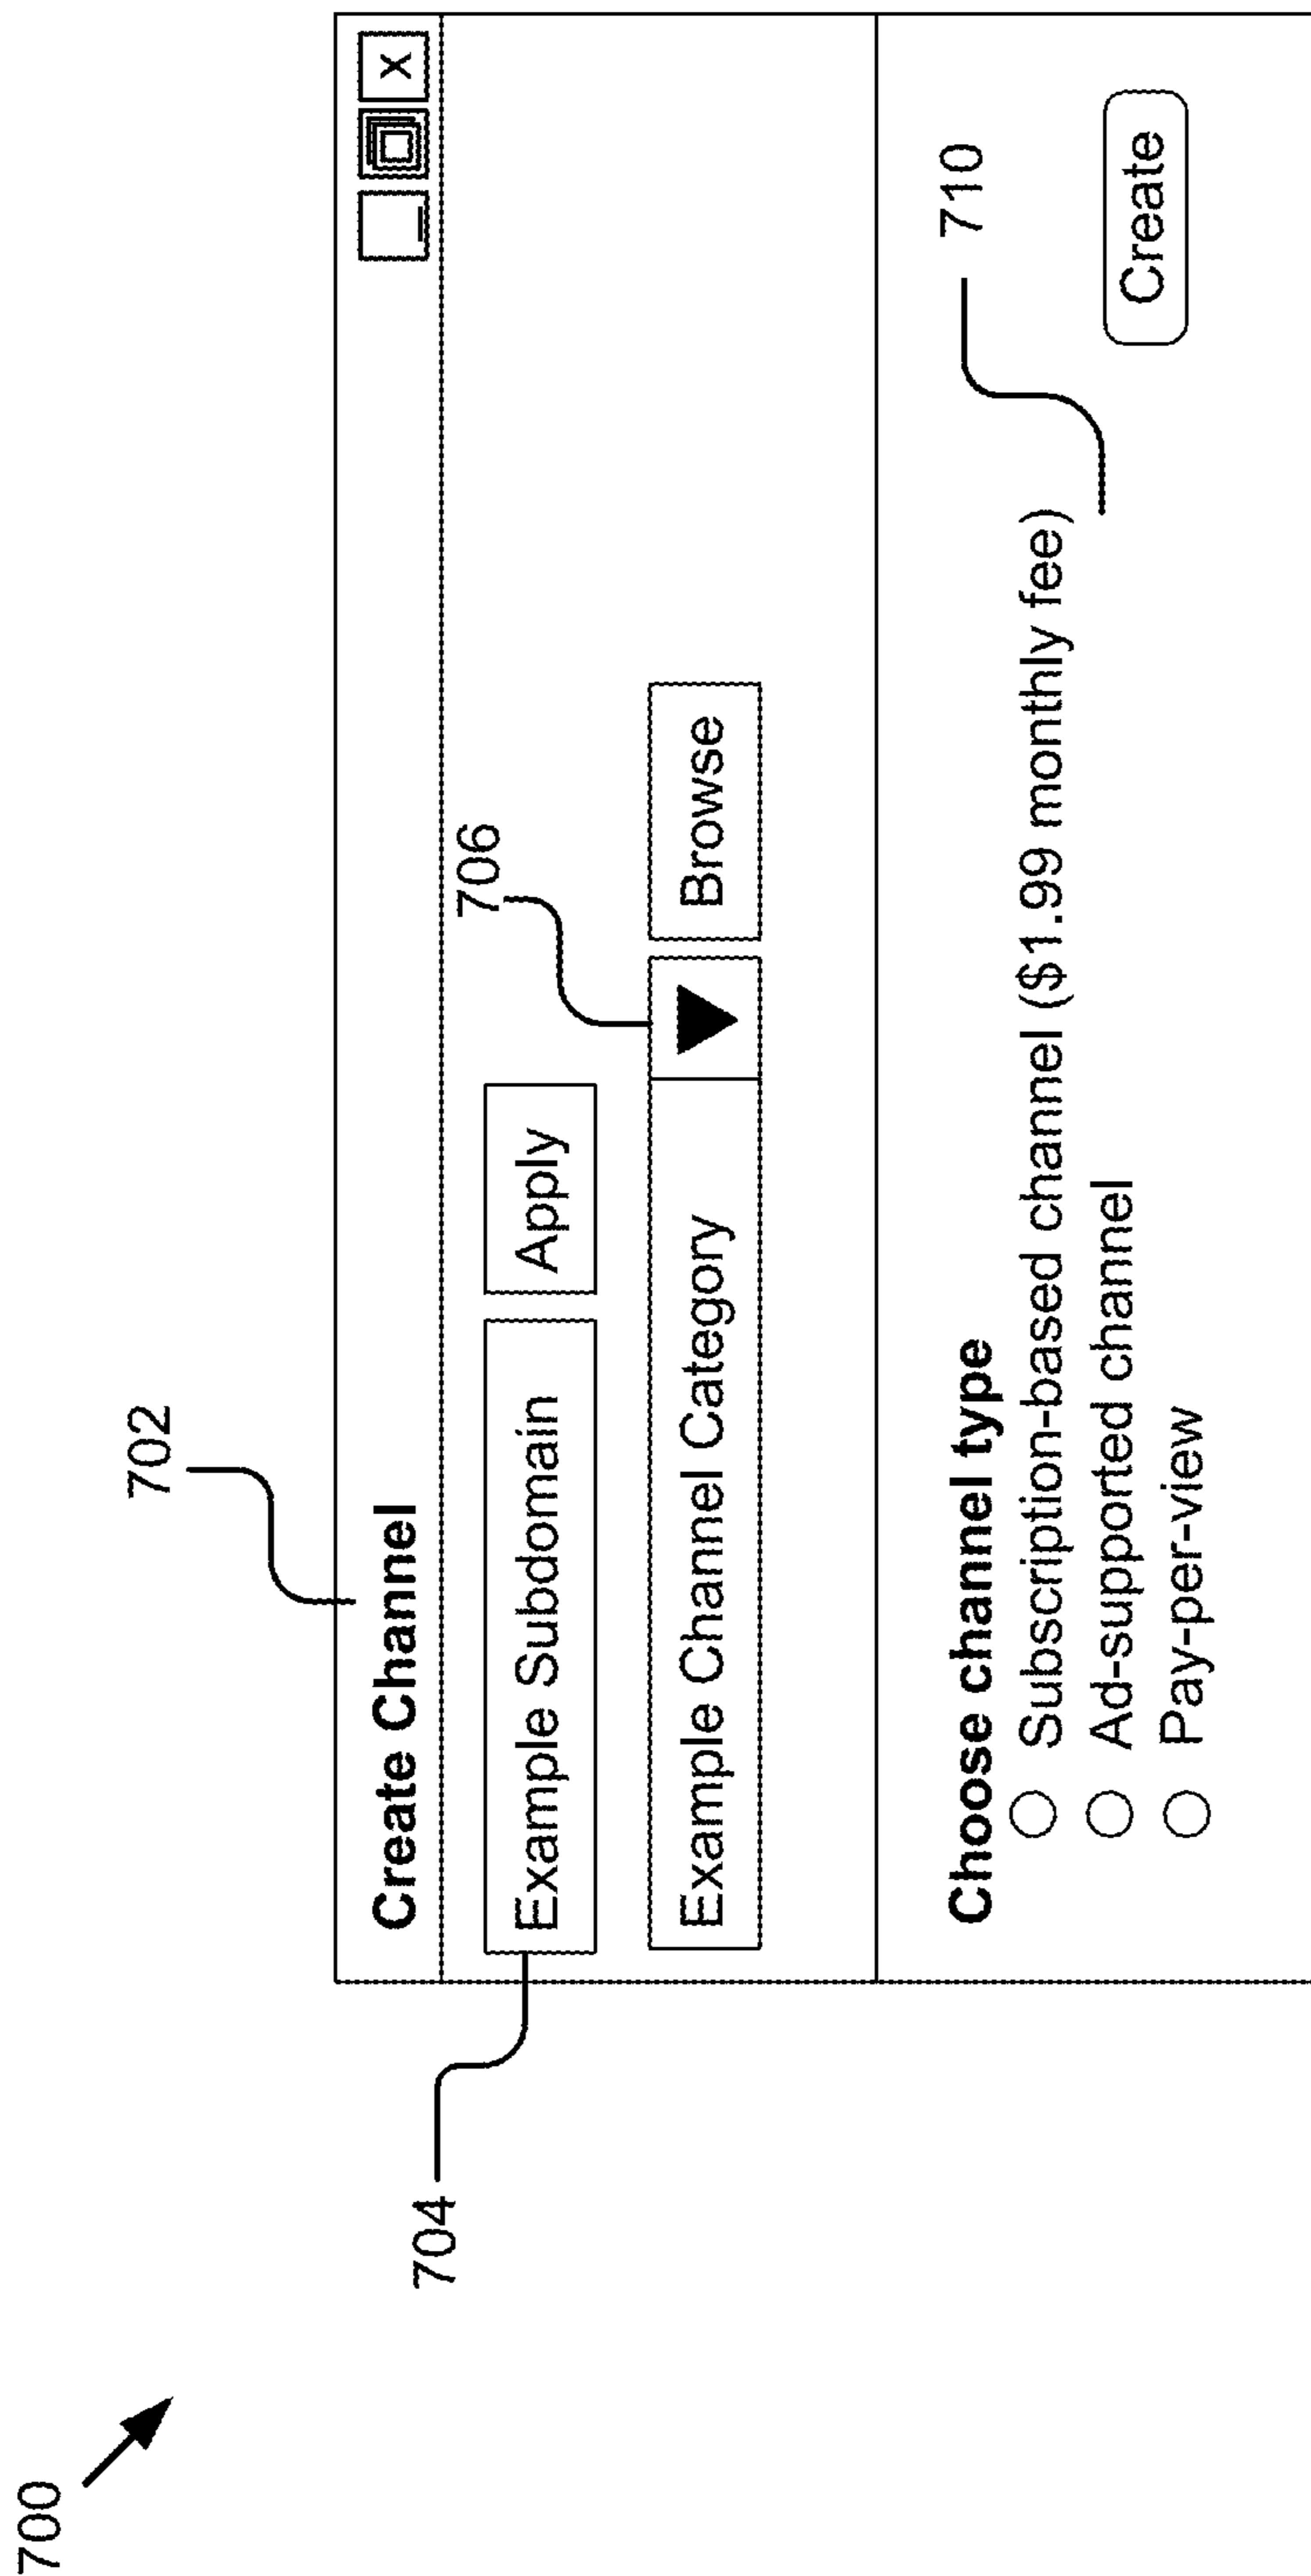 700
702
Create Channel
_ X
704
Example Subdomain
Apply
706
Example Channel Category
Browse
Choose channel type
Subscription-based channel ($1.99 monthly fee)
710
Ad-supported channel
Pay-per-view
Create